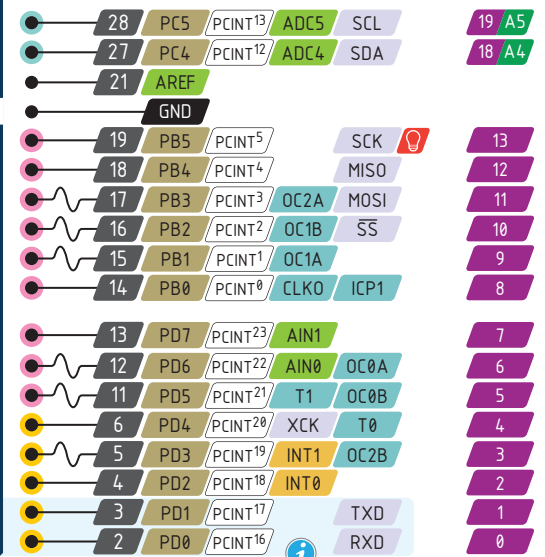 28 PC5 PCINT13 ADC5 SCL 19 A5
27 PC4 PCINT12 ADC4 SDA 18 A4
21 AREF
GND
19 PB5 PCINT5 SCK 13
18 PB4 PCINT4 MISO 12
17 PB3 PCINT3 OC2A MOSI 11
16 PB2 PCINT2 OC1B SS 10
15 PB1 PCINT1 OC1A 9
14 PB0 PCINT0 CLKO ICP1 8
13 PD7 PCINT23 AIN1 7
12 PD6 PCINT22 AIN0 OC0A 6
11 PD5 PCINT21 T1 OC0B 5
6 PD4 PCINT20 XCK T0 4
5 PD3 PCINT19 INT1 OC2B 3
4 PD2 PCINT18 INT0 2
3 PD1 PCINT17 TXD 1
2 PD0 PCINT16 i RXD 0